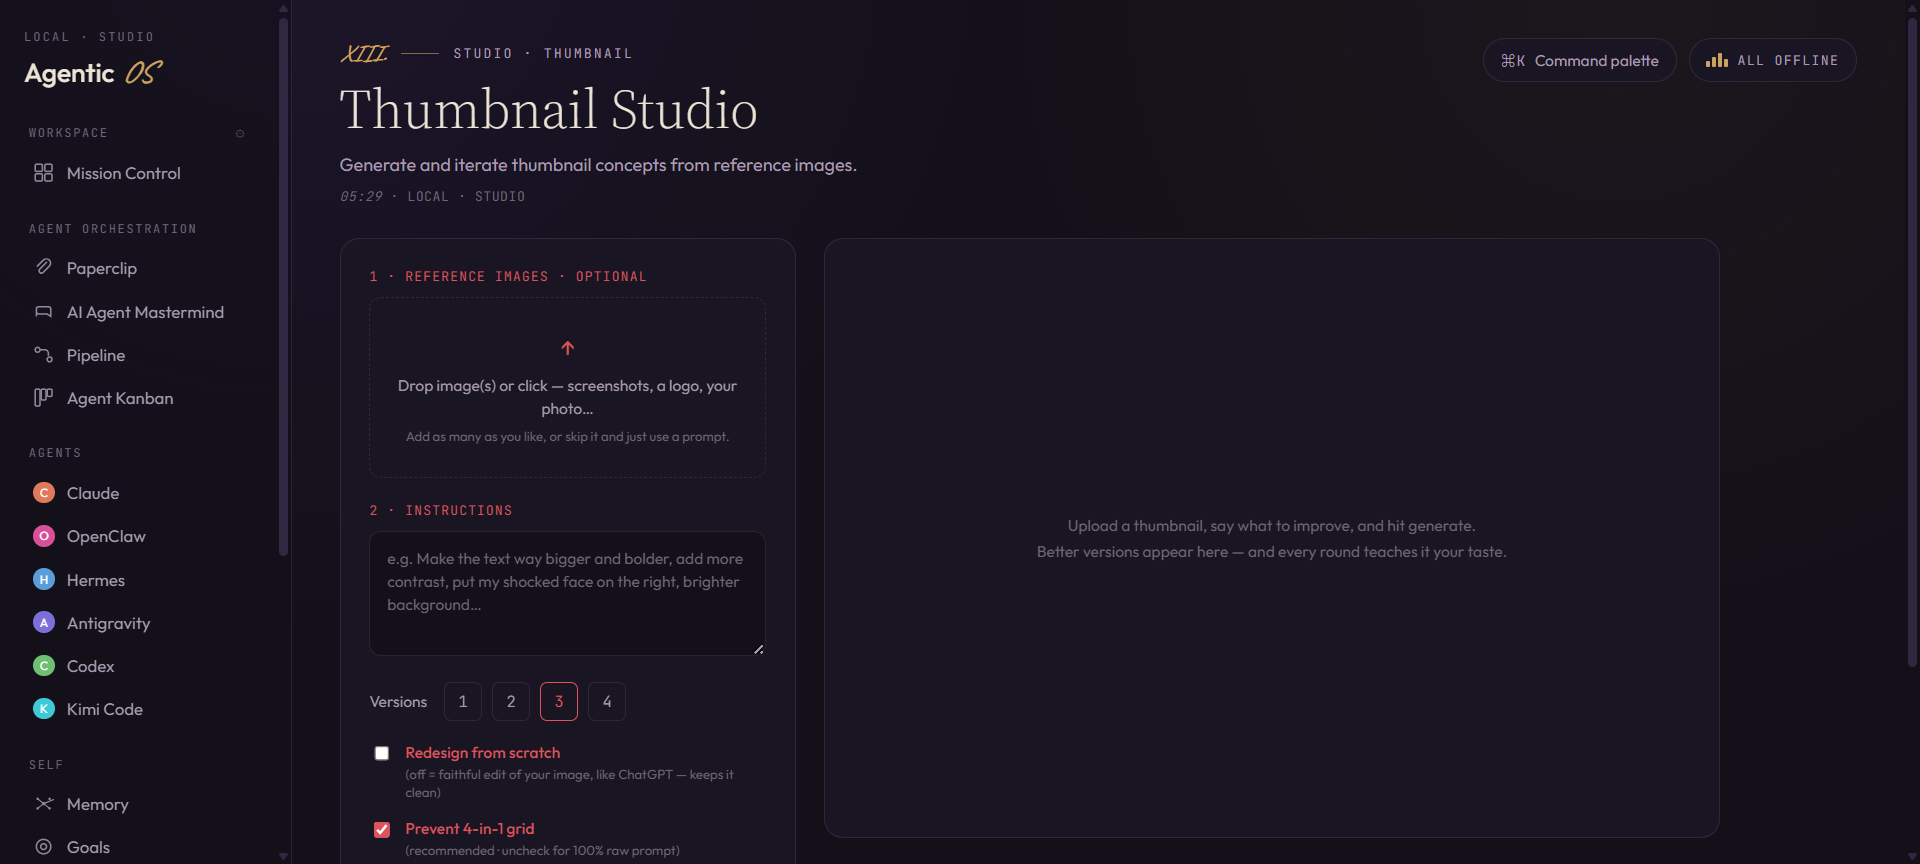 LOCAL · STUDIO
Agentic OS
WORKSPACE
Mission Control
AGENT ORCHESTRATION
Paperclip
AI Agent Mastermind
Pipeline
Agent Kanban
AGENTS
C Claude
O OpenClaw
H Hermes
A Antigravity
C Codex
K Kimi Code
SELF
Memory
Goals
XIII. STUDIO · THUMBNAIL
Thumbnail Studio
Generate and iterate thumbnail concepts from reference images.
05:29 · LOCAL · STUDIO
⌘K Command palette
ALL OFFLINE
1 · REFERENCE IMAGES · OPTIONAL
Drop image(s) or click — screenshots, a logo, your
photo…
Add as many as you like, or skip it and just use a prompt.
2 · INSTRUCTIONS
e.g. Make the text way bigger and bolder, add more
contrast, put my shocked face on the right, brighter
background…
Versions 1 2 3 4
Redesign from scratch
(off = faithful edit of your image, like ChatGPT — keeps it
clean)
Prevent 4-in-1 grid
(recommended · uncheck for 100% raw prompt)
Upload a thumbnail, say what to improve, and hit generate.
Better versions appear here — and every round teaches it your taste.